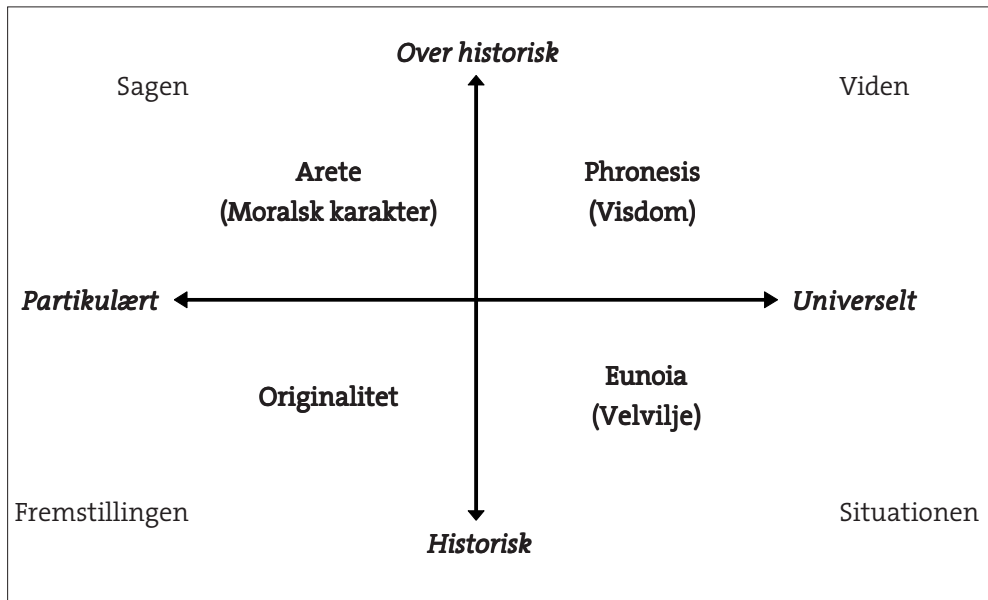 Over historisk
Sagen
Viden
Arete
(Moralsk karakter)
Phronesis
(Visdom)
Partikulært
Universelt
Originalitet
Eunoia
(Velvilje)
Fremstillingen
Situationen
Historisk